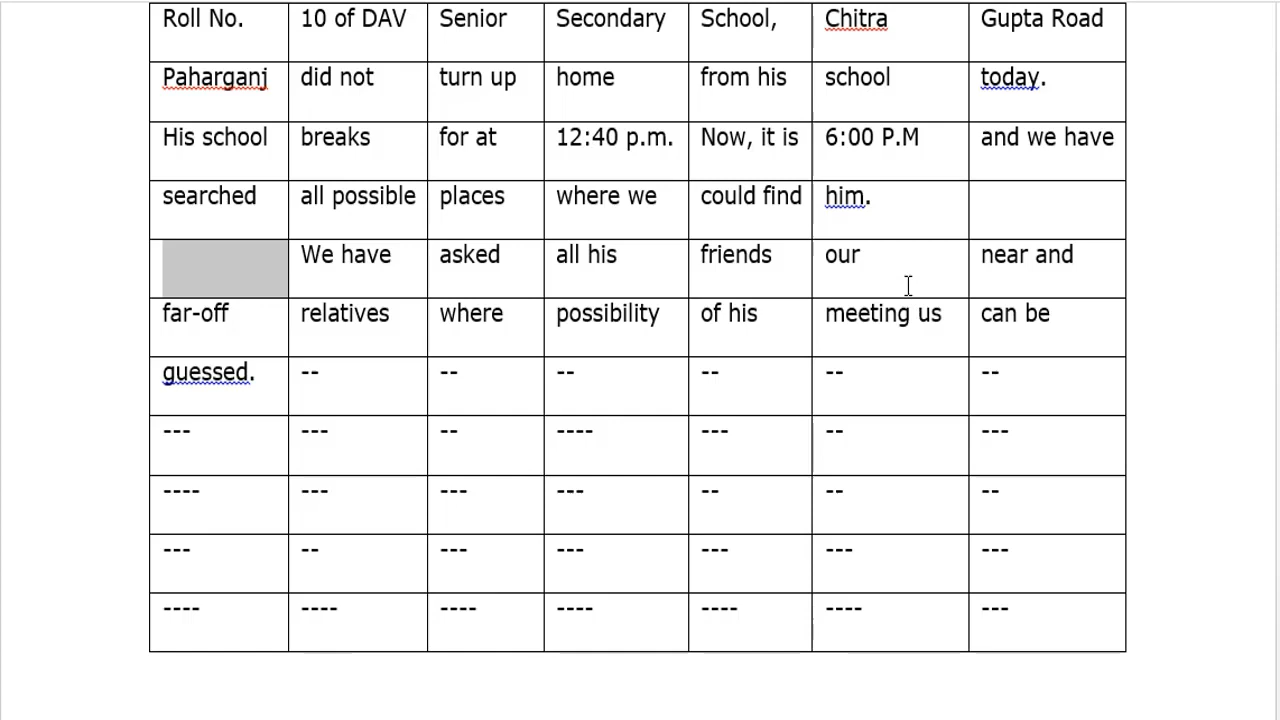 Roll No. 10 of DAV Senior Secondary School, Chitra Gupta Road
Paharganj did not turn up home from his school today.
His school breaks for at 12:40 p.m. Now, it is 6:00 P.M and we have
searched all possible places where we could find him.
We have asked all his friends our near and
far-off relatives where possibility of his meeting us can be
guessed. -- -- -- -- -- --
--- --- -- ---- --- -- ---
---- --- --- --- -- -- --
--- -- --- --- --- --- ---
---- ---- ---- ---- ---- ---- ---